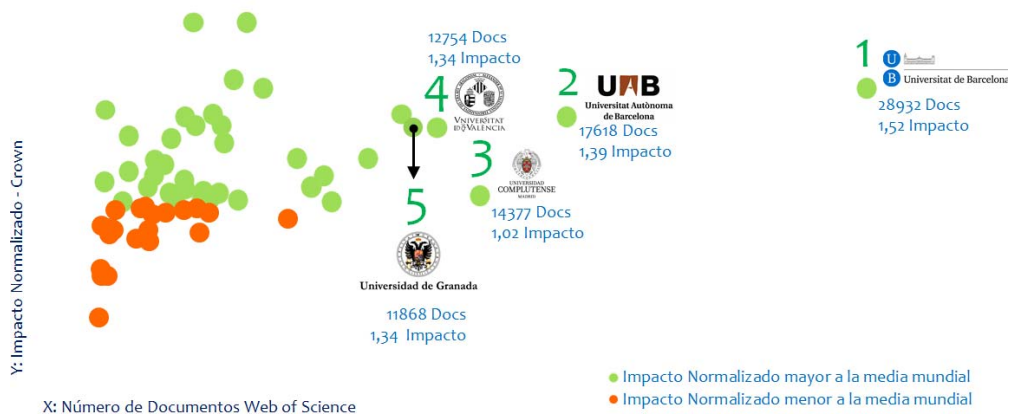 12754 Docs
1,34 Impacto
4
VNIVERSITAT
ID VALÈNCIA
2
UAB
Universitat Autònoma
de Barcelona
17618 Docs
1,39 Impacto
1
U
B
Universitat de Barcelona
28932 Docs
1,52 Impacto
3
UNIVERSIDAD
COMPLUTENSE
MADRID
14377 Docs
1,02 Impacto
5
Universidad de Granada
11868 Docs
1,34 Impacto
Y: Impacto Normalizado - Crown
X: Número de Documentos Web of Science
Impacto Normalizado mayor a la media mundial
Impacto Normalizado menor a la media mundial